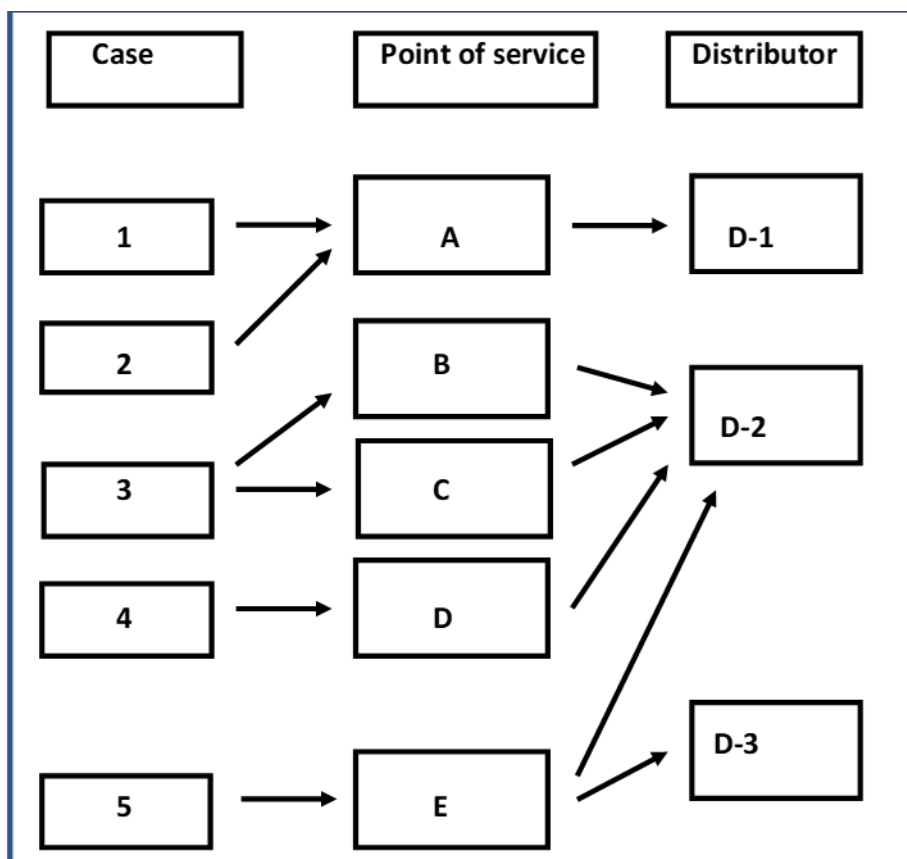 Case
Point of service
Distributor
1
A
D-1
2
B
D-2
3
C
4
D
D-3
5
E